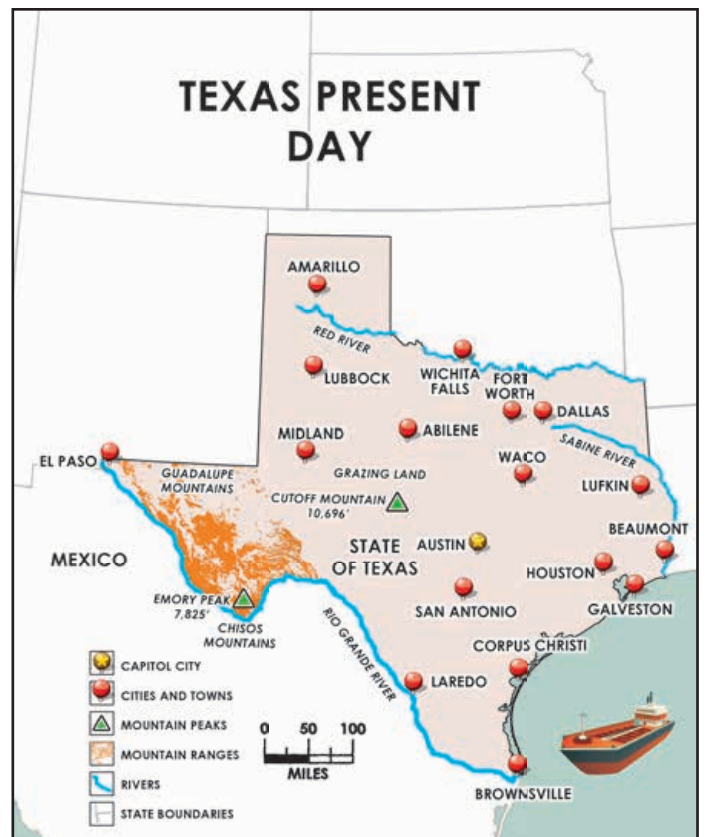 TEXAS PRESENT
DAY
AMARILLO
RED RIVER
LUBBOCK
WICHITA
FALLS
FORT
WORTH
DALLAS
ABILENE
MIDLAND
SABINE RIVER
EL PASO
GUADALUPE
MOUNTAINS
GRAZING LAND
WACO
LUFKIN
CUTOFF MOUNTAIN
10,696'
BEAUMONT
MEXICO
STATE
OF TEXAS
AUSTIN
HOUSTON
GALVESTON
EMORY PEAK
7,825'
CHISOS
MOUNTAINS
SAN ANTONIO
RIO GRANDE RIVER
CORPUS CHRISTI
LAREDO
BROWNSVILLE
CAPITOL CITY
CITIES AND TOWNS
MOUNTAIN PEAKS
MOUNTAIN RANGES
RIVERS
STATE BOUNDARIES
0 50 100
MILES